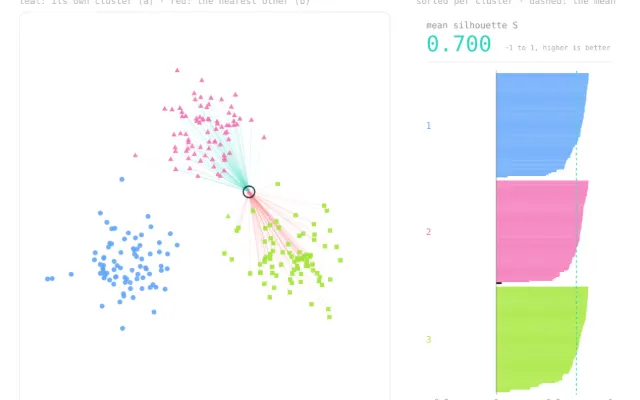 teal: its own cluster (a) · red: the nearest other (b)
sorted per cluster · dashed: the mean
mean silhouette S
0.700 −1 to 1, higher is better
1
2
3